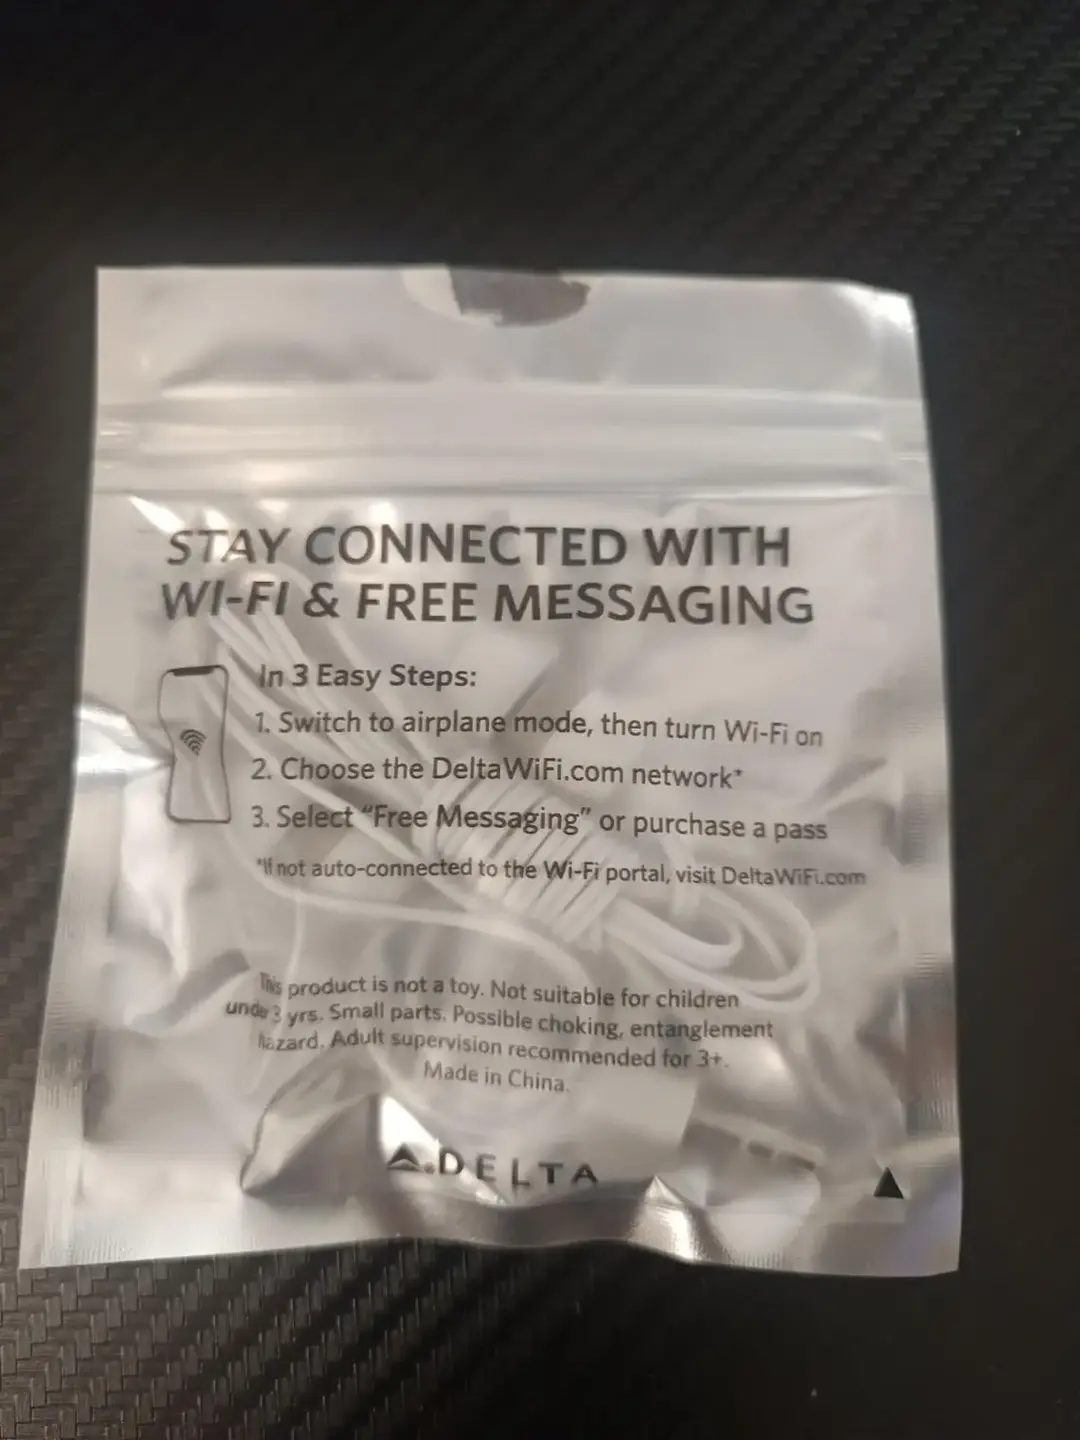 STAY CONNECTED WITH
WI-FI & FREE MESSAGING
In 3 Easy Steps:
1. Switch to airplane mode, then turn Wi-Fi on
2. Choose the DeltaWiFi.com network*
3. Select “Free Messaging” or purchase a pass
*If not auto-connected to the Wi-Fi portal, visit DeltaWiFi.com
This product is not a toy. Not suitable for children
under 3 yrs. Small parts. Possible choking, entanglement
hazard. Adult supervision recommended for 3+.
Made in China.
DELTA